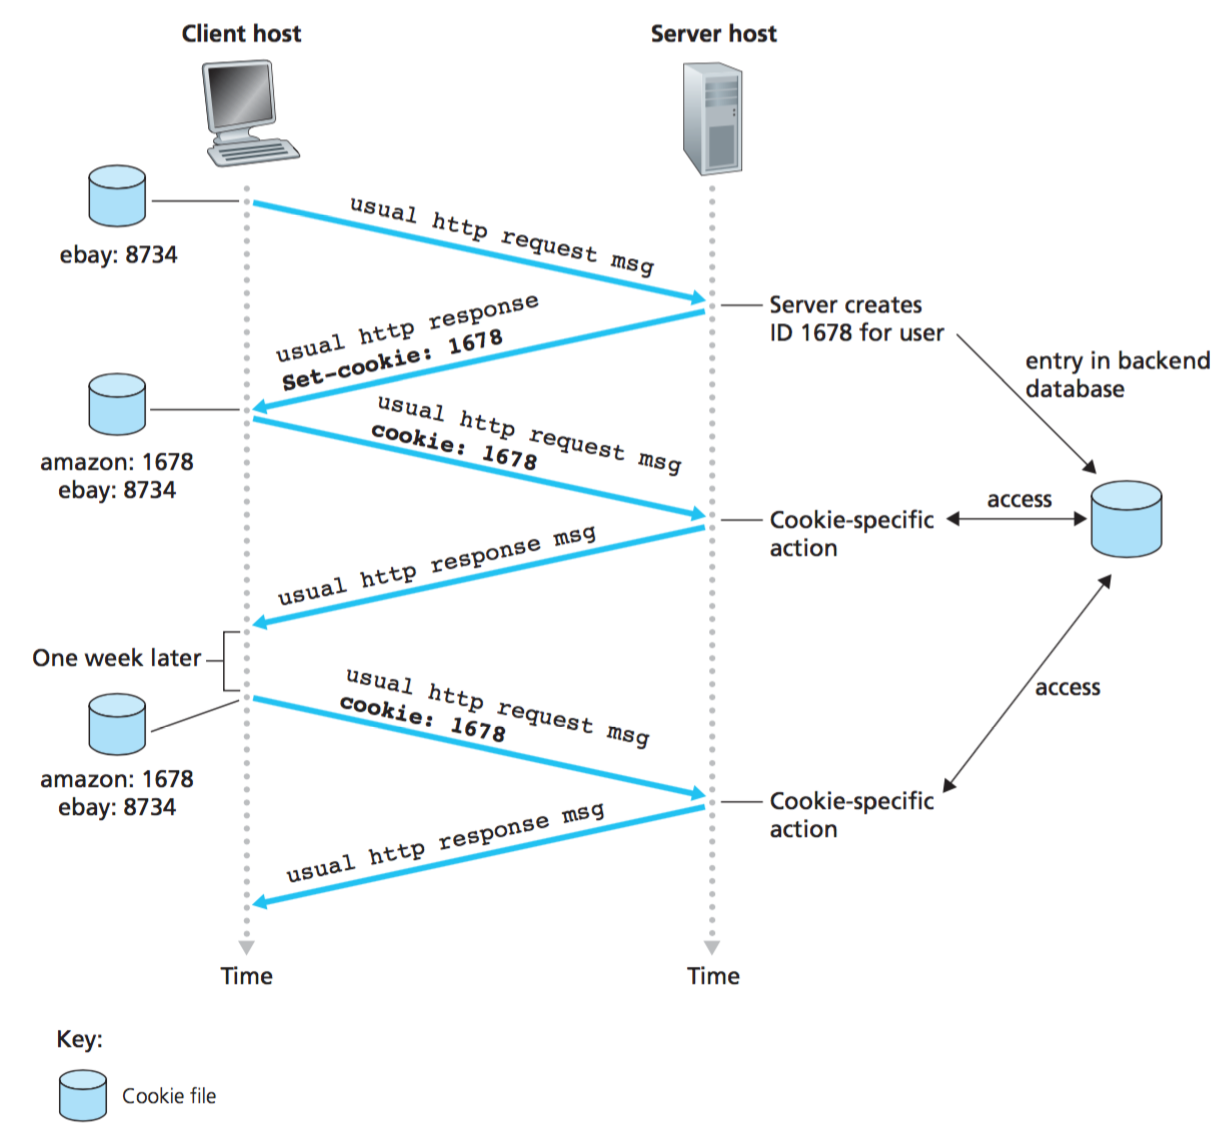 Client host
Server host
ebay: 8734
usual http request msg
Server creates
ID 1678 for user
entry in backend
database
usual http response
Set-cookie: 1678
amazon: 1678
ebay: 8734
usual http request msg
cookie: 1678
Cookie-specific
action
access
usual http response msg
One week later
amazon: 1678
ebay: 8734
usual http request msg
cookie: 1678
access
Cookie-specific
action
usual http response msg
Time
Time
Key:
Cookie file